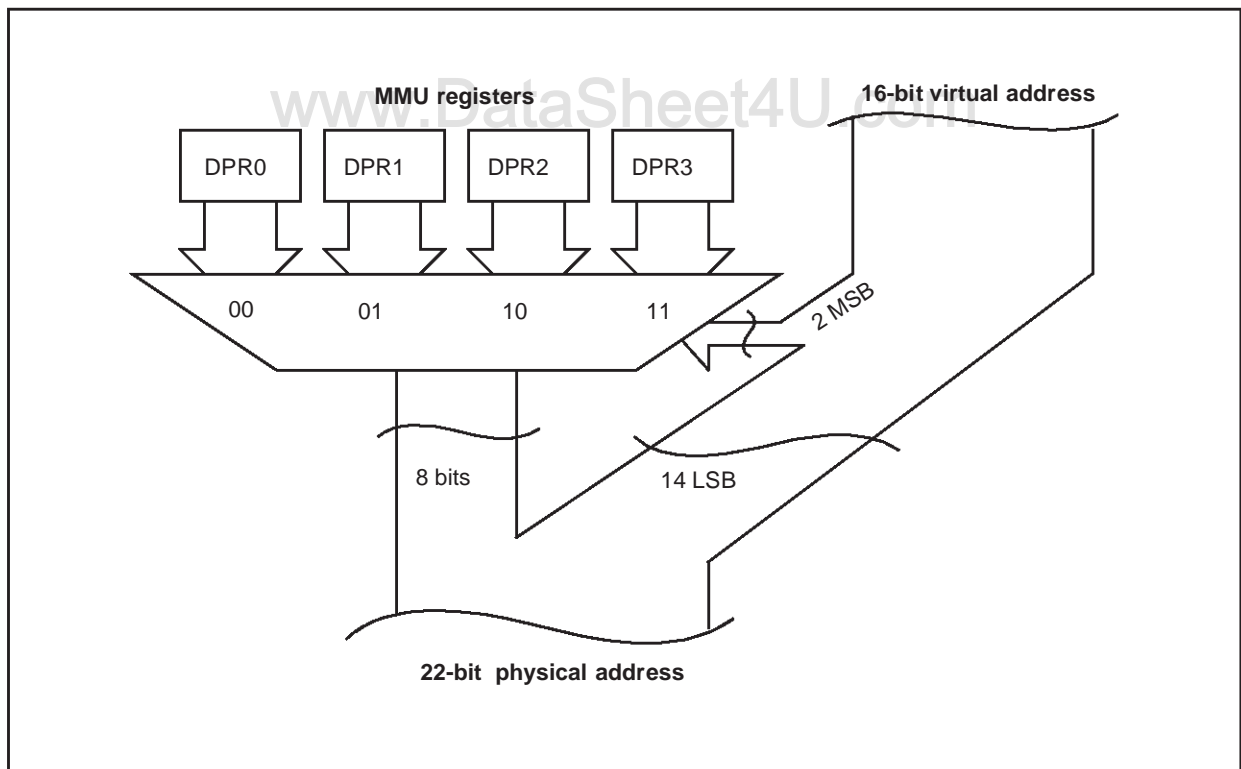 www.DataSheet4U.com
MMU registers
16-bit virtual address
DPR0 DPR1 DPR2 DPR3
00 01 10 11
2 MSB
8 bits
14 LSB
22-bit physical address